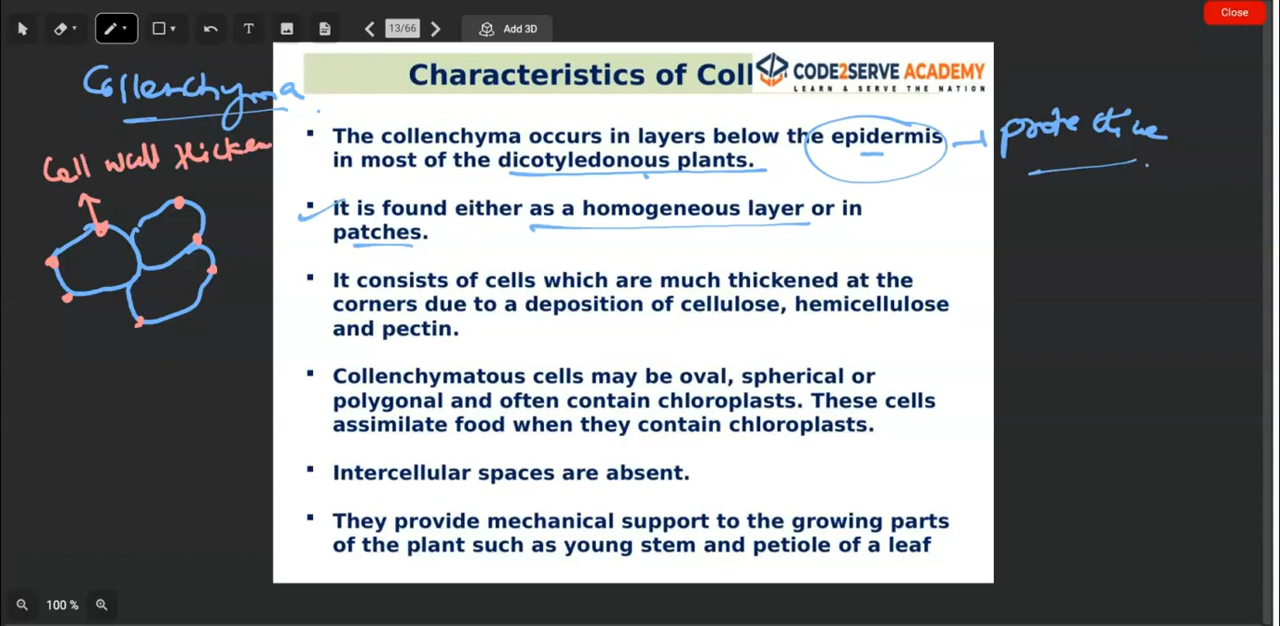 Close
T
13/66
Add 3D
Characteristics of Coll
CODE2SERVE ACADEMY
LEARN & SERVE THE NATION
Collenchyma
Cell wall thicken
The collenchyma occurs in layers below the epidermis
protective
in most of the dicotyledonous plants.
It is found either as a homogeneous layer or in
patches.
It consists of cells which are much thickened at the
corners due to a deposition of cellulose, hemicellulose
and pectin.
Collenchymatous cells may be oval, spherical or
polygonal and often contain chloroplasts. These cells
assimilate food when they contain chloroplasts.
Intercellular spaces are absent.
They provide mechanical support to the growing parts
of the plant such as young stem and petiole of a leaf
100 %